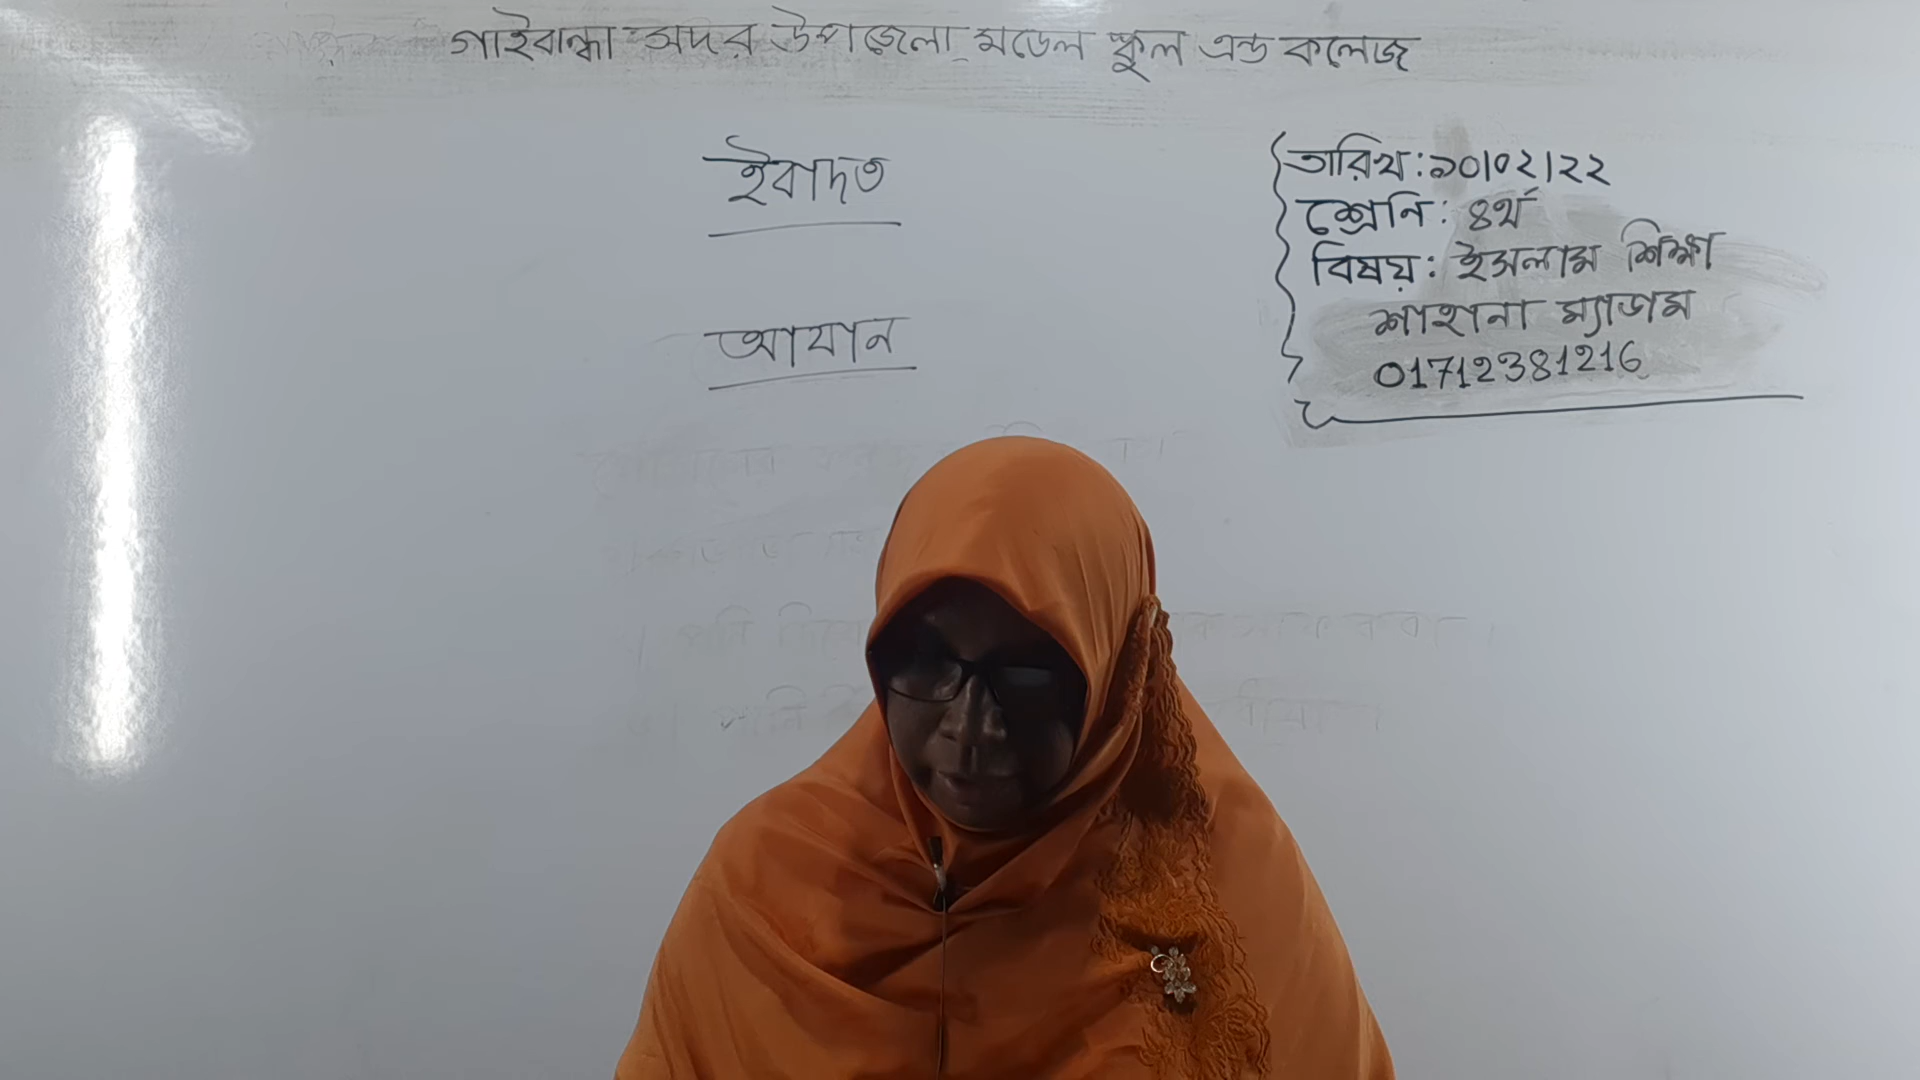 গাইবান্ধা সদর উপজেলা মডেল স্কুল এন্ড কলেজ
ইবাদত
আযান
তারিখ: ১০/০২/২২
শ্রেনি: ৪র্থ
বিষয়: ইসলাম শিক্ষা
শাহানা ম্যাডাম
01712381216